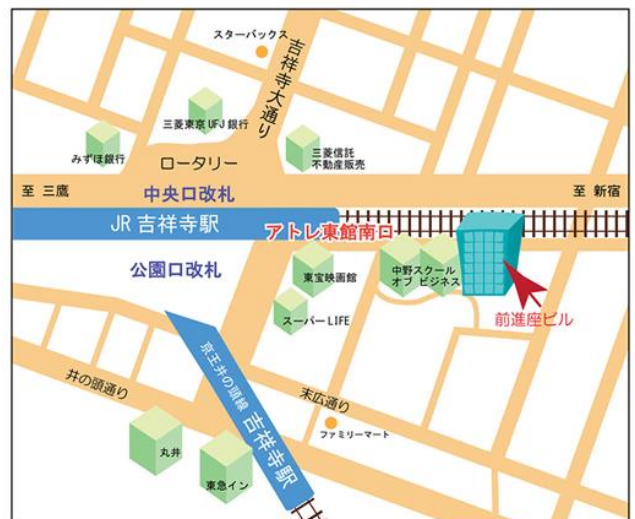 スターバックス
吉祥寺大通り
三菱東京UFJ銀行
みずほ銀行
ロータリー
三菱信託
不動産販売
至 三鷹
中央口改札
至 新宿
JR 吉祥寺駅
アトレ東館南口
公園口改札
東宝映画館
中野スクール
オブ ビジネス
スーパーLIFE
前進座ビル
京王井の頭線 吉祥寺駅
井の頭通り
末広通り
ファミリーマート
丸井
東急イン